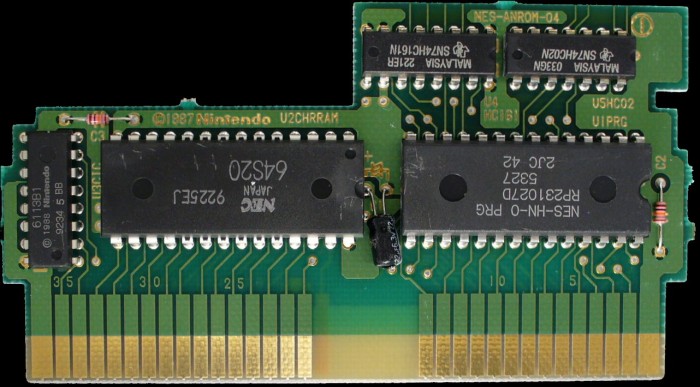 NES-ANROM-04
MALAYSIA 221ER
SN74HC161N
MALAYSIA 033GN
SN74HC02N
©1987 Nintendo U2CHRRAM
U4
HC161
U5HC02
U1PRG
C3
U3CIC
6113B1
© 1988 Nintendo
9234 5 BB
NEC
JAPAN
9225EJ
64S20
+
NES-HN-0 PRG
RP231027D
5327
2JC 42
C2
35
30
25
10
5